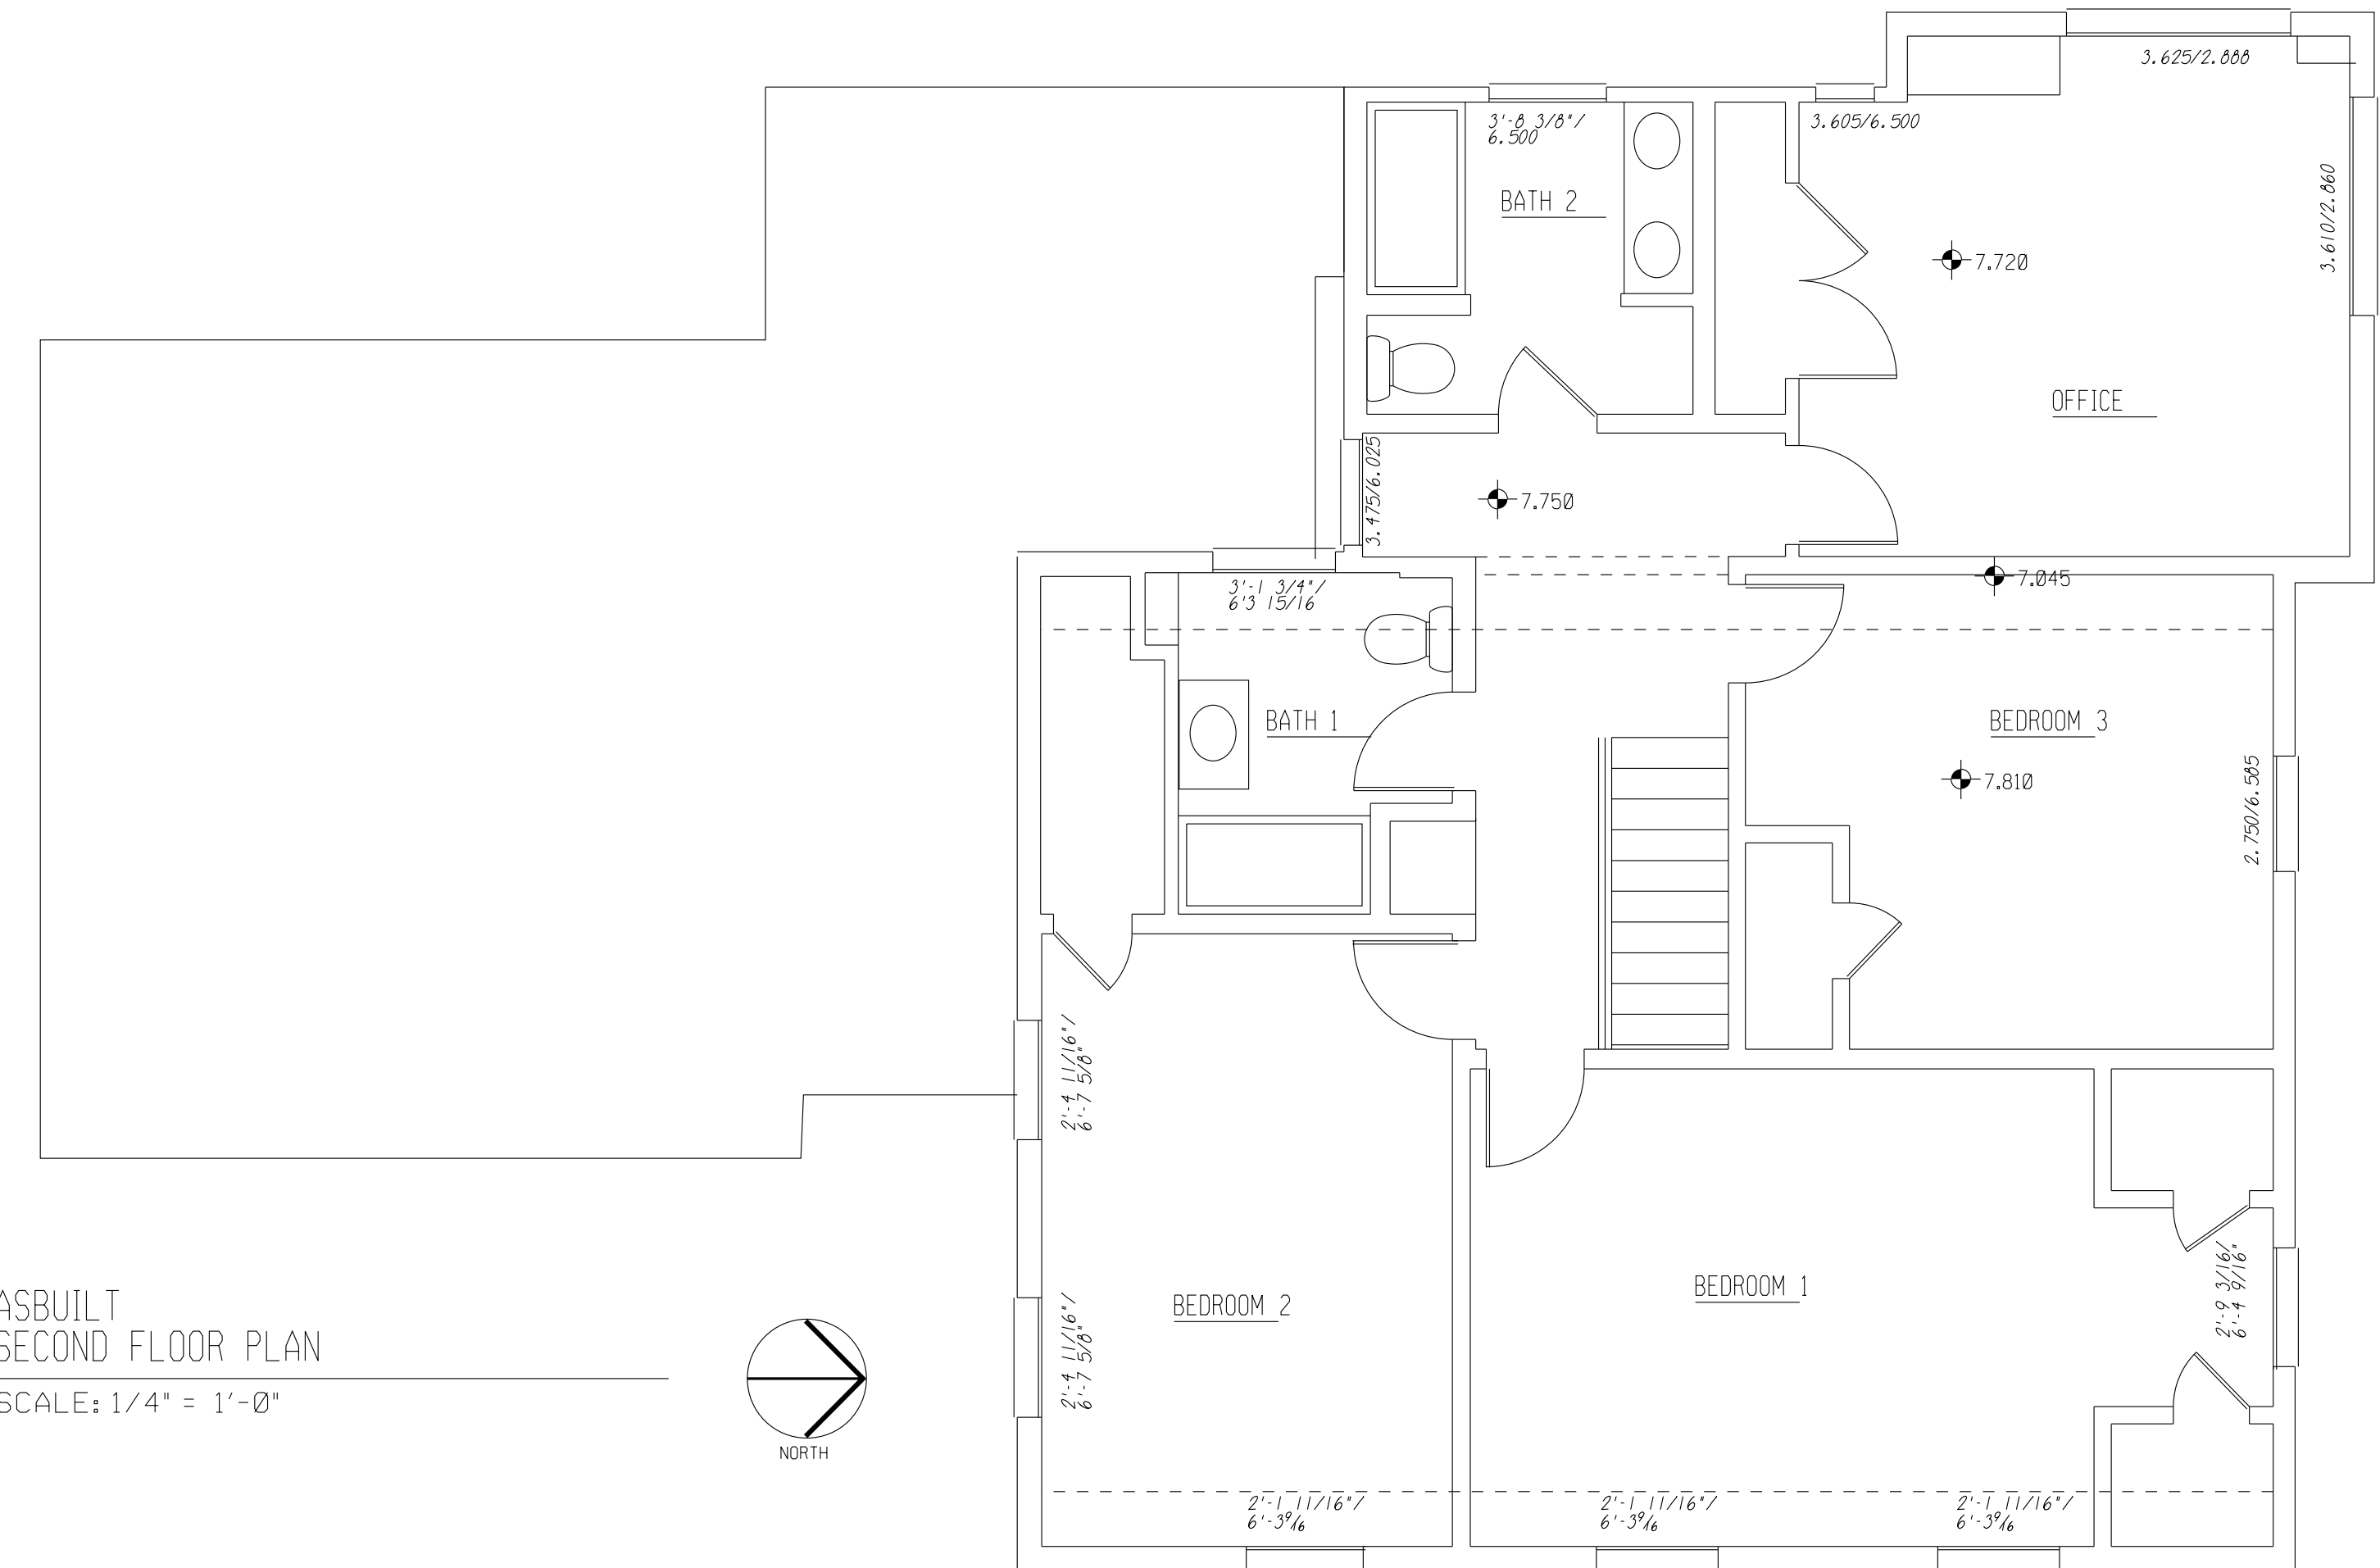 3.625/2.888
3'-8 3/8"/
6.500
3.605/6.500
BATH 2
3.610/2.860
7.720
OFFICE
3.475/6.025
7.750
3'-1 3/4"/
6'3 15/16
7.045
BATH 1
BEDROOM 3
7.810
2.750/6.585
2'-4 11/16"/
6'-7 5/8"
BEDROOM 2
BEDROOM 1
2'-9 3/16/
6'-4 9/16"
2'-4 11/16"/
6'-7 5/8"
ASBUILT
SECOND FLOOR PLAN
SCALE: 1/4" = 1'-0"
NORTH
2'-1 11/16"/
6'-3 9/16
2'-1 11/16"/
6'-3 9/16
2'-1 11/16"/
6'-3 9/16